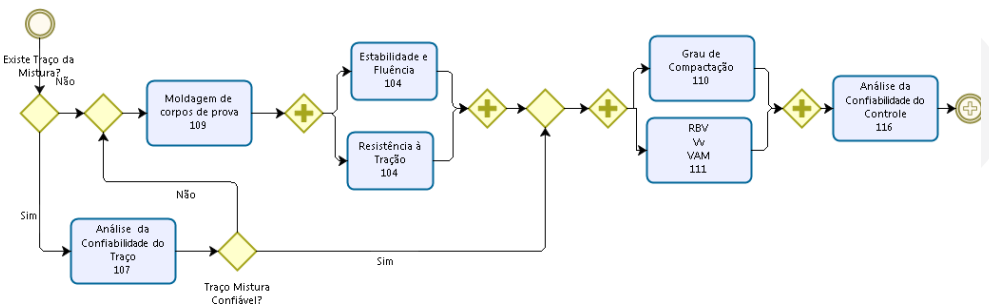 Existe Traço da
Mistura?
Não
Moldagem de
corpos de prova
109
Estabilidade e
Fluência
104
Resistência à
Tração
104
Grau de
Compactação
110
RBV
Vv
VAM
111
Análise da
Confiabilidade do
Controle
116
Sim
Análise da
Confiabilidade do
Traço
107
Não
Traço Mistura
Confiável?
Sim